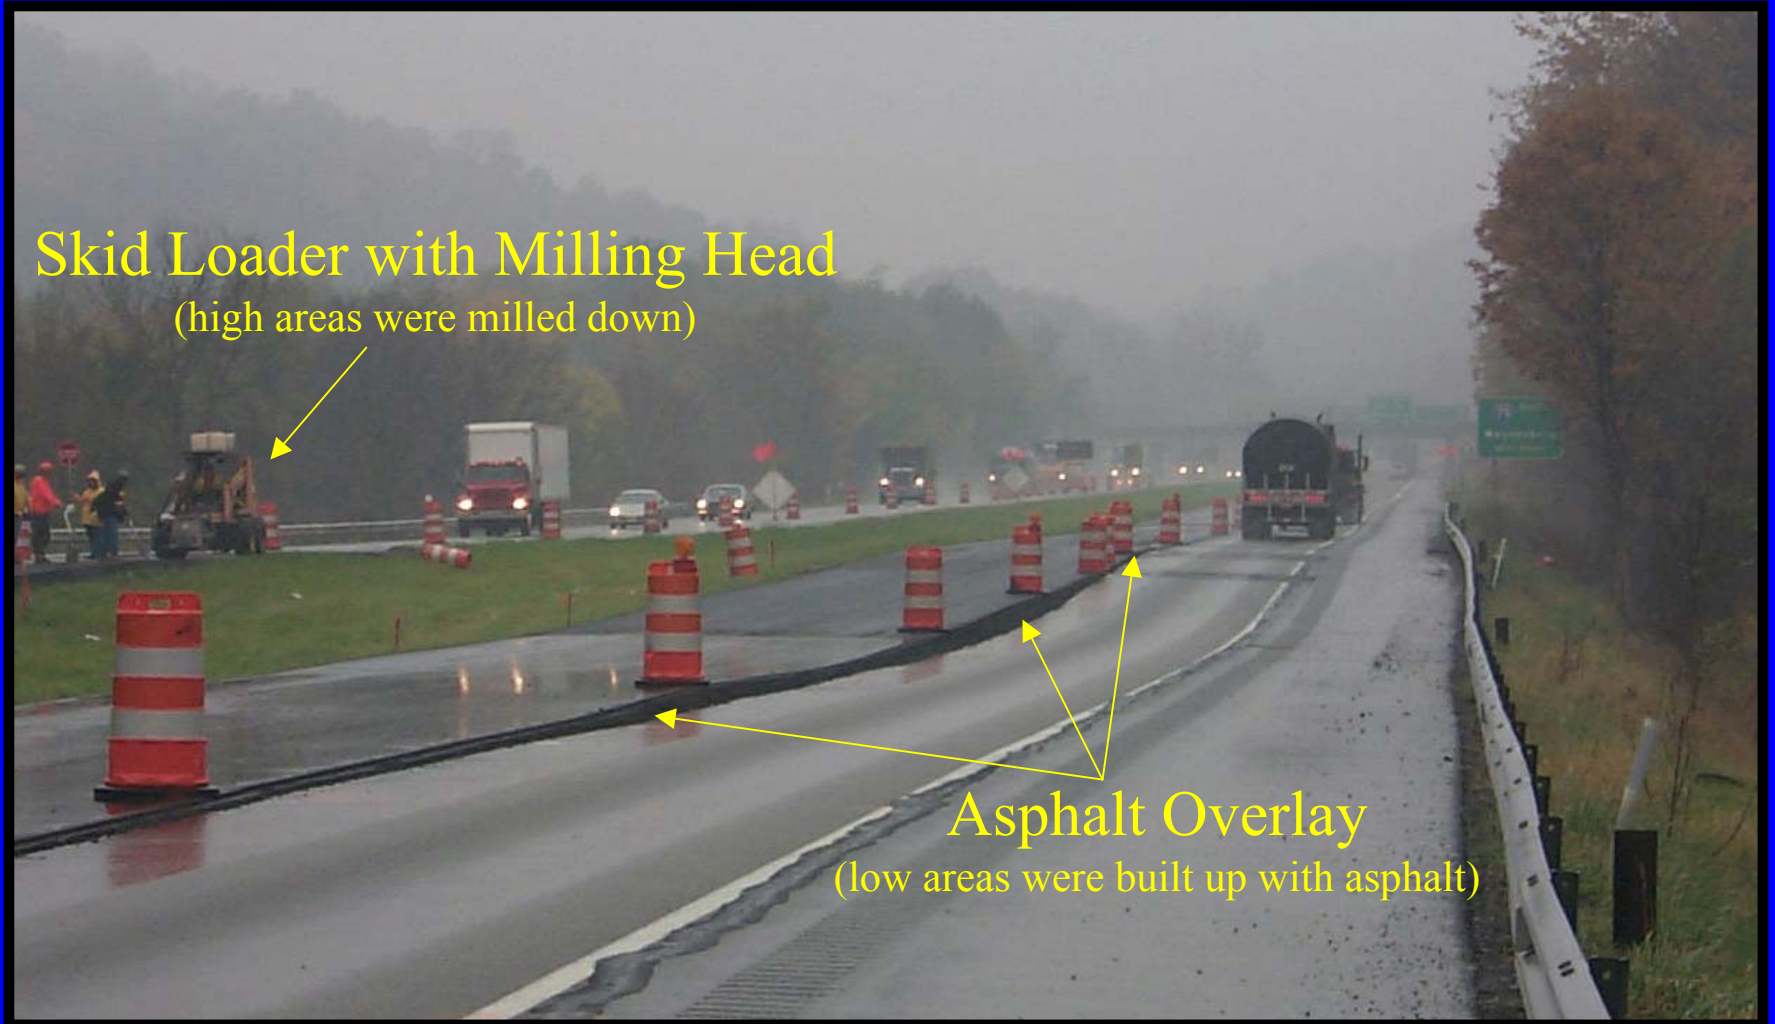 Skid Loader with Milling Head
(high areas were milled down)
Asphalt Overlay
(low areas were built up with asphalt)